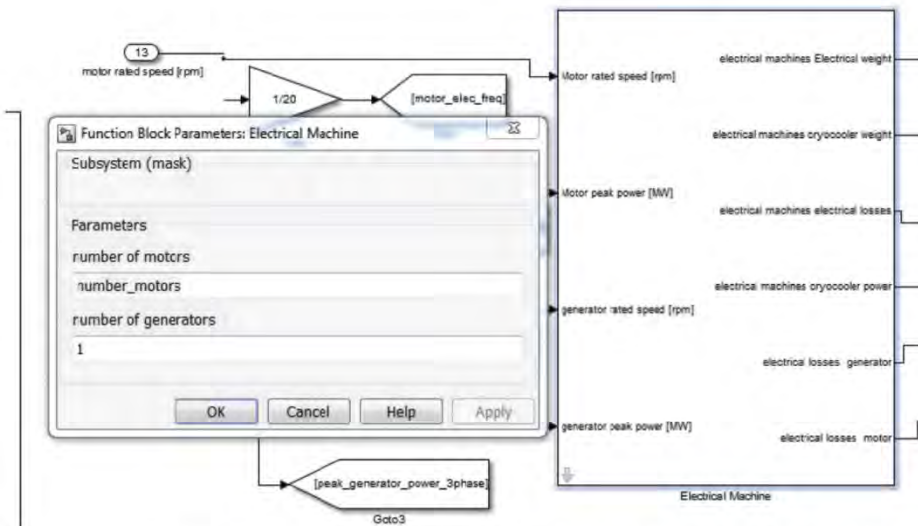 13
motor rated speed [rpm]
1/20
[motor_elec_freq]
Function Block Parameters: Electrical Machine
Subsystem (mask)
Parameters
number of motors
number_motors
number of generators
1
OK
Cancel
Help
Apply
[peak_generator_power_3phase]
Goto3
Motor rated speed [rpm]
Motor peak power [MW]
generator rated speed [rpm]
generator peak power [MW]
electrical machines Electrical weight
electrical machines cryocooler weight
electrical machines electrical losses
electrical machines cryocooler power
electrical losses generator
electrical losses motor
Electrical Machine